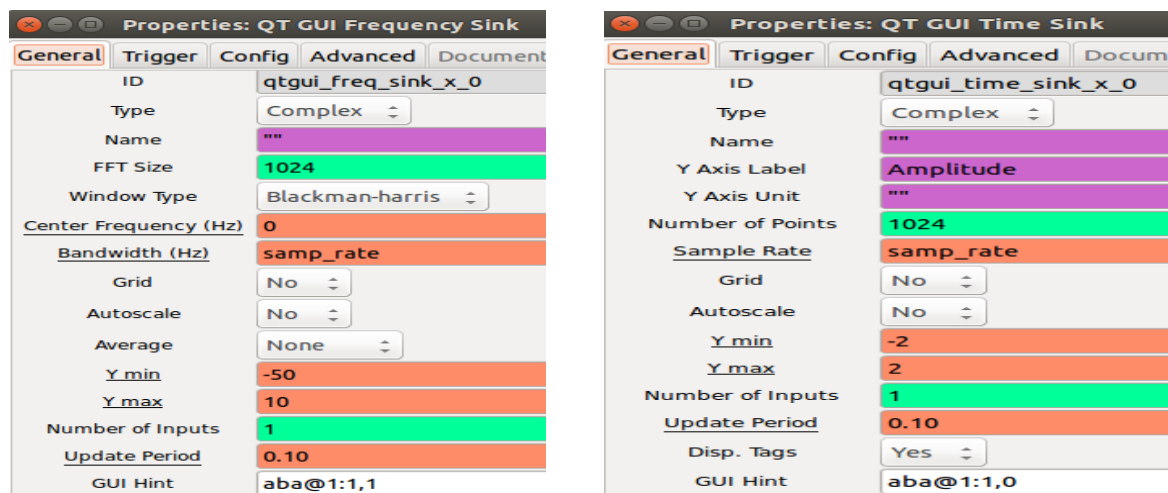 Properties: QT GUI Frequency Sink
General Trigger Config Advanced Document
ID qtgui_freq_sink_x_0
Type Complex
Name ""
FFT Size 1024
Window Type Blackman-harris
Center Frequency (Hz) 0
Bandwidth (Hz) samp_rate
Grid No
Autoscale No
Average None
Y min -50
Y max 10
Number of Inputs 1
Update Period 0.10
GUI Hint aba@1:1,1
Properties: QT GUI Time Sink
General Trigger Config Advanced Docum
ID qtgui_time_sink_x_0
Type Complex
Name ""
Y Axis Label Amplitude
Y Axis Unit ""
Number of Points 1024
Sample Rate samp_rate
Grid No
Autoscale No
Y min -2
Y max 2
Number of Inputs 1
Update Period 0.10
Disp. Tags Yes
GUI Hint aba@1:1,0